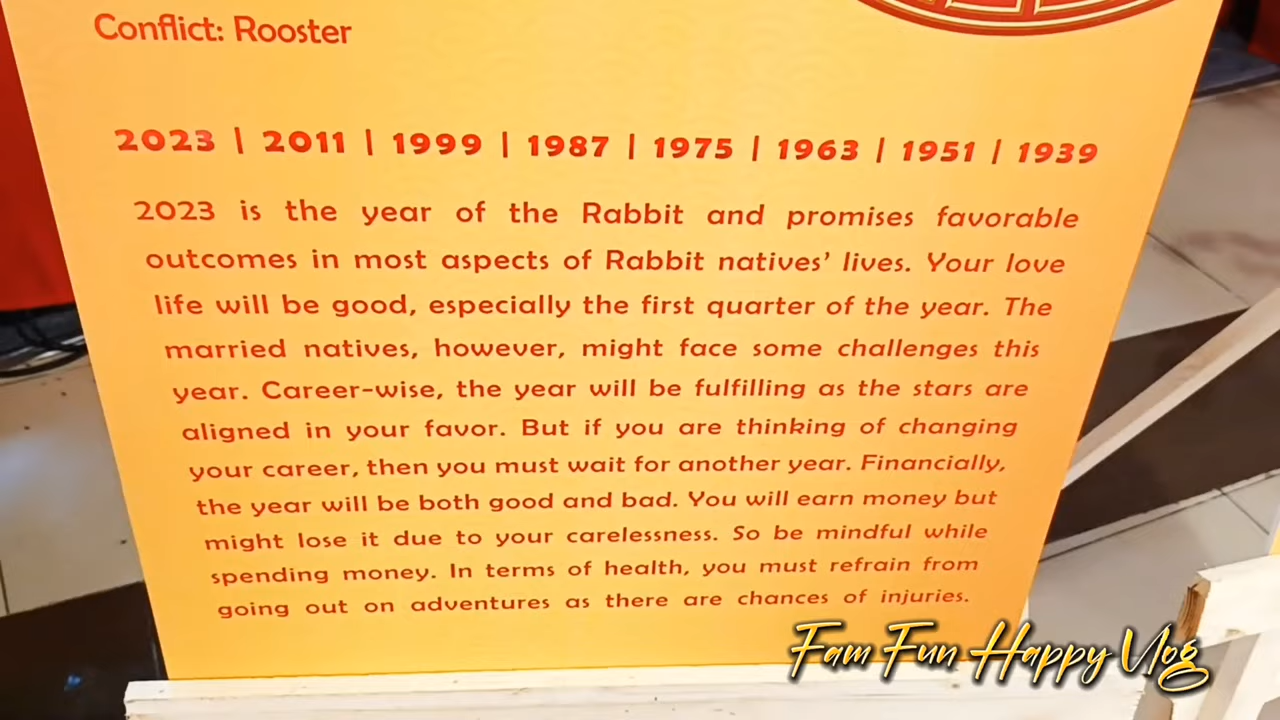 Conflict: Rooster
2023 | 2011 | 1999 | 1987 | 1975 | 1963 | 1951 | 1939
2023 is the year of the Rabbit and promises favorable
outcomes in most aspects of Rabbit natives' lives. Your love
life will be good, especially the first quarter of the year. The
married natives, however, might face some challenges this
year. Career-wise, the year will be fulfilling as the stars are
aligned in your favor. But if you are thinking of changing
your career, then you must wait for another year. Financially,
the year will be both good and bad. You will earn money but
might lose it due to your carelessness. So be mindful while
spending money. In terms of health, you must refrain from
going out on adventures as there are chances of injuries.
Fam Fun Happy Vlog